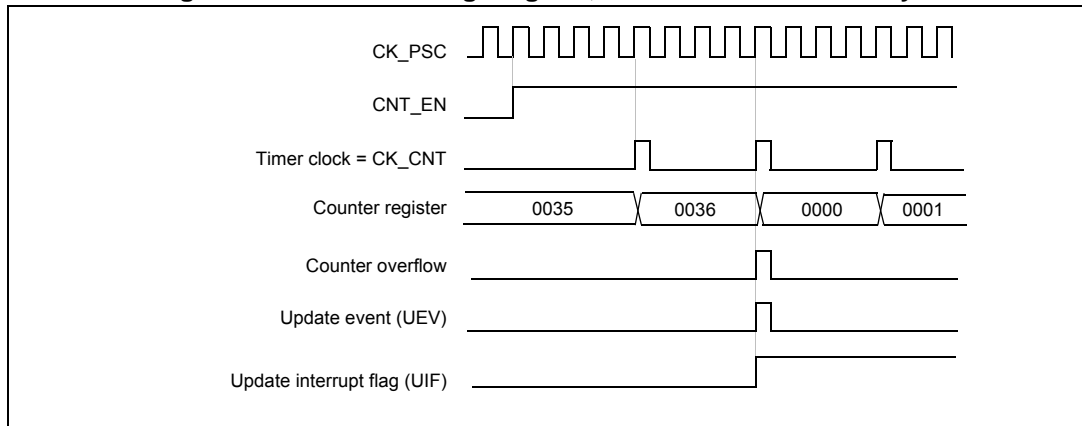 CK_PSC
CNT_EN
Timer clock = CK_CNT
Counter register 0035 0036 0000 0001
Counter overflow
Update event (UEV)
Update interrupt flag (UIF)